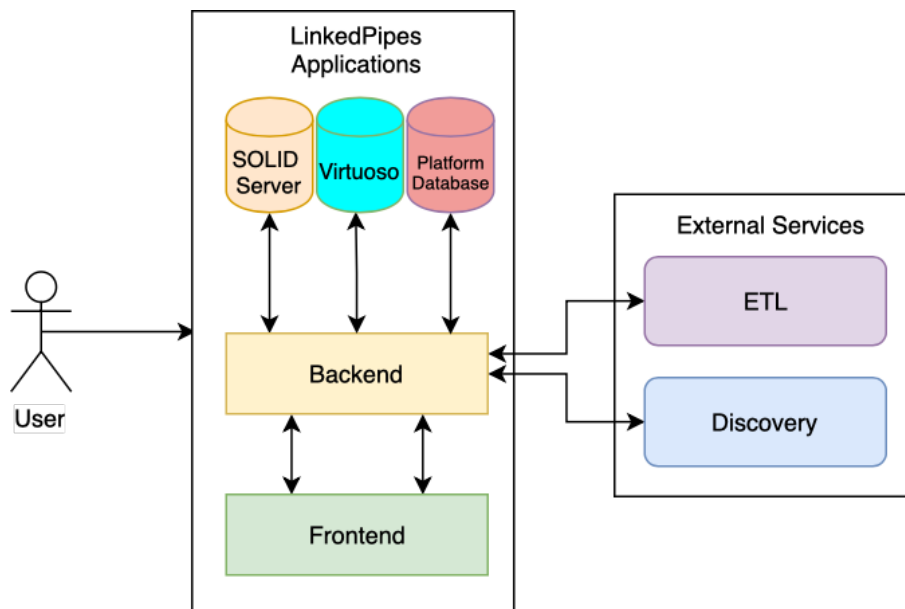 LinkedPipes
Applications
SOLID
Server
Virtuoso
Platform
Database
External Services
ETL
Backend
Discovery
User
Frontend